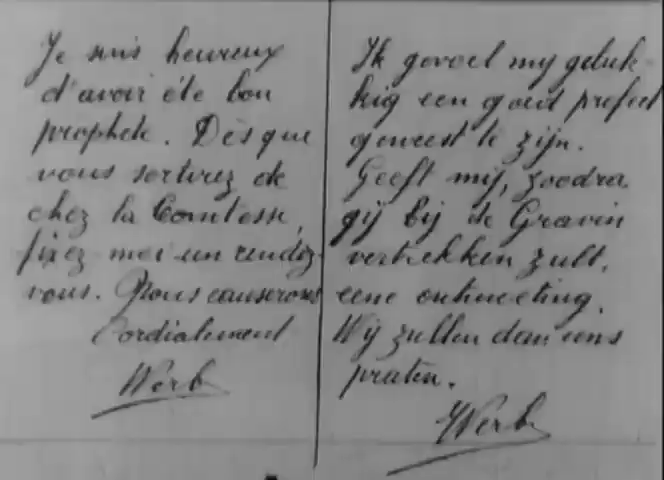 Je suis heureux
d'avoir été bon
prophète. Dès que
vous sortirez de
chez la Comtesse,
fixez-moi un rendez-
vous. Nous causerons
Cordialement
Werb
Ik gevoel my geluk-
kig een goed profeet
geweest te zijn.
Geeft mij, zoodra
gij bij de Gravin
vertrekken zult,
eene ontmoeting.
Wij zullen dan eens
praten.
Werb